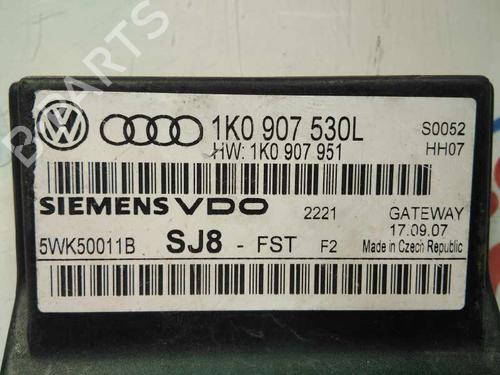 1K0 907 530L S0052
HW: 1K0 907 951 HH07
SIEMENS VDO 2221 GATEWAY
17.09.07
5WK50011B SJ8 - FST F2 Made in Czech Republic
B PARTS